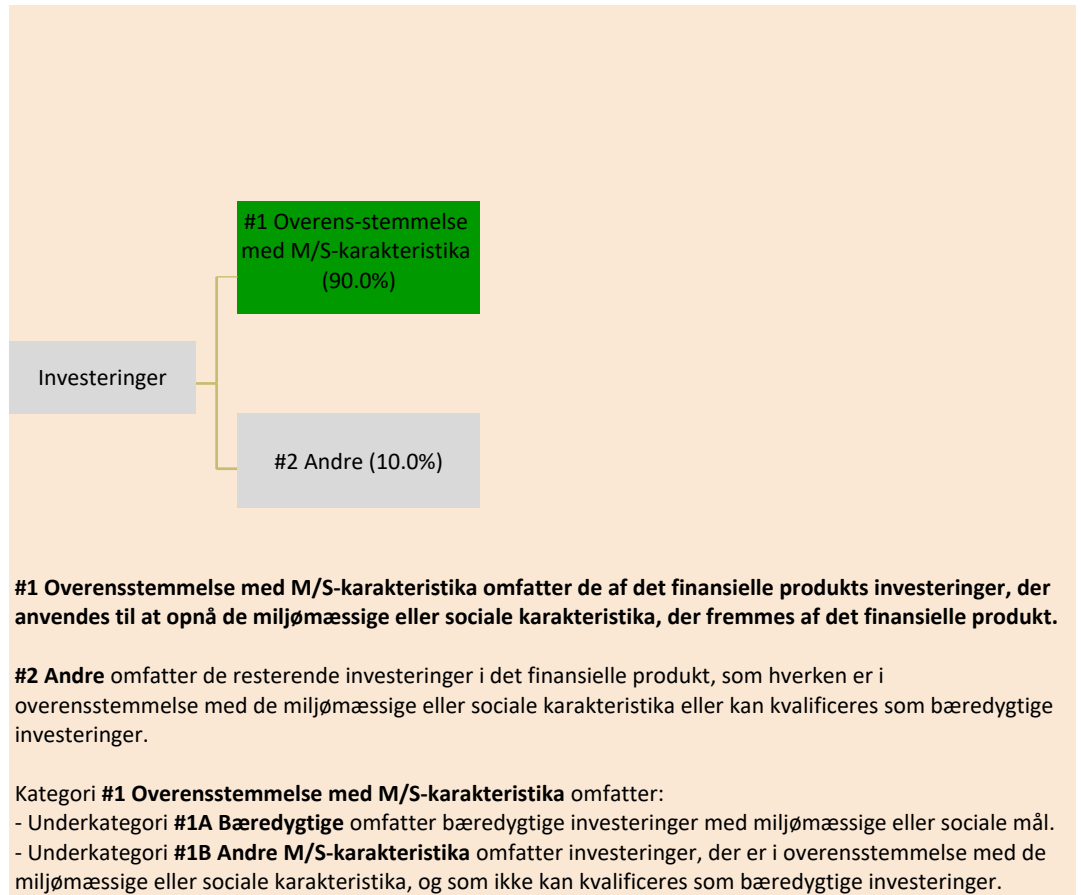 #1 Overens-stemmelse
med M/S-karakteristika
(90.0%)
Investeringer
#2 Andre (10.0%)
#1 Overensstemmelse med M/S-karakteristika omfatter de af det finansielle produkts investeringer, der
anvendes til at opnå de miljømæssige eller sociale karakteristika, der fremmes af det finansielle produkt.
#2 Andre omfatter de resterende investeringer i det finansielle produkt, som hverken er i
overensstemmelse med de miljømæssige eller sociale karakteristika eller kan kvalificeres som bæredygtige
investeringer.
Kategori #1 Overensstemmelse med M/S-karakteristika omfatter:
- Underkategori #1A Bæredygtige omfatter bæredygtige investeringer med miljømæssige eller sociale mål.
- Underkategori #1B Andre M/S-karakteristika omfatter investeringer, der er i overensstemmelse med de
miljømæssige eller sociale karakteristika, og som ikke kan kvalificeres som bæredygtige investeringer.